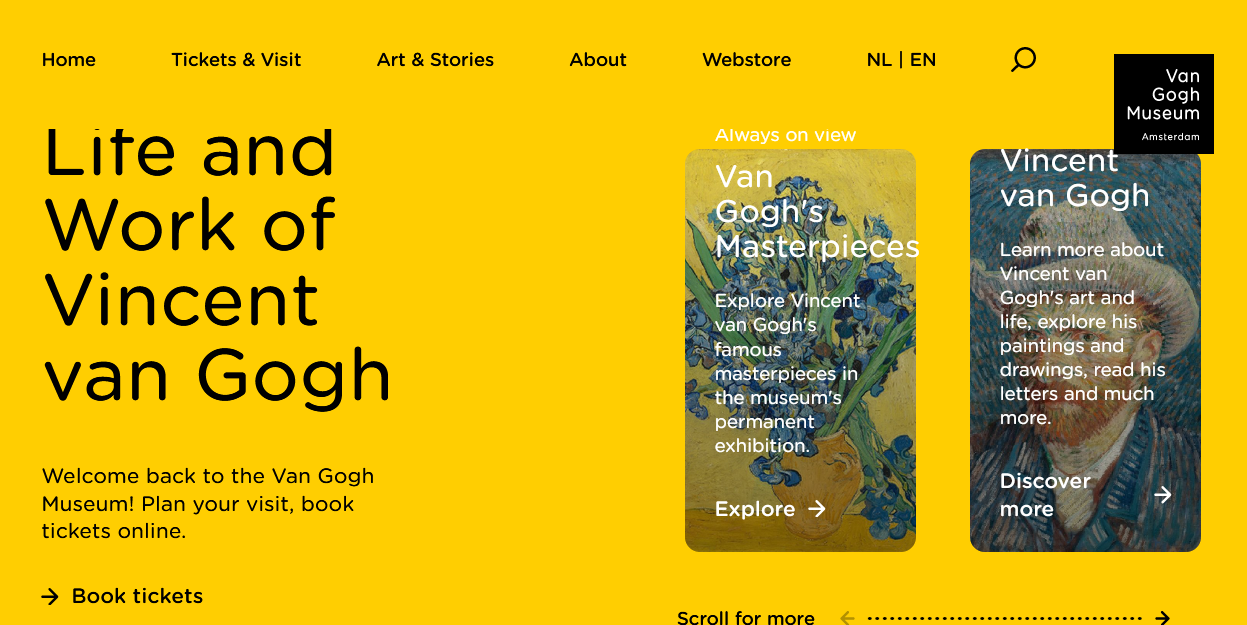 Home
Tickets & Visit
Art & Stories
About
Webstore
NL | EN
Van
Gogh
Museum
Amsterdam
Life and
Work of
Vincent
van Gogh
Welcome back to the Van Gogh
Museum! Plan your visit, book
tickets online.
Book tickets
Always on view
Van
Gogh's
Masterpieces
Explore Vincent
van Gogh's
famous
masterpieces in
the museum's
permanent
exhibition.
Explore
Vincent
van Gogh
Learn more about
Vincent van
Gogh's art and
life, explore his
paintings and
drawings, read his
letters and much
more.
Discover
more
Scroll for more